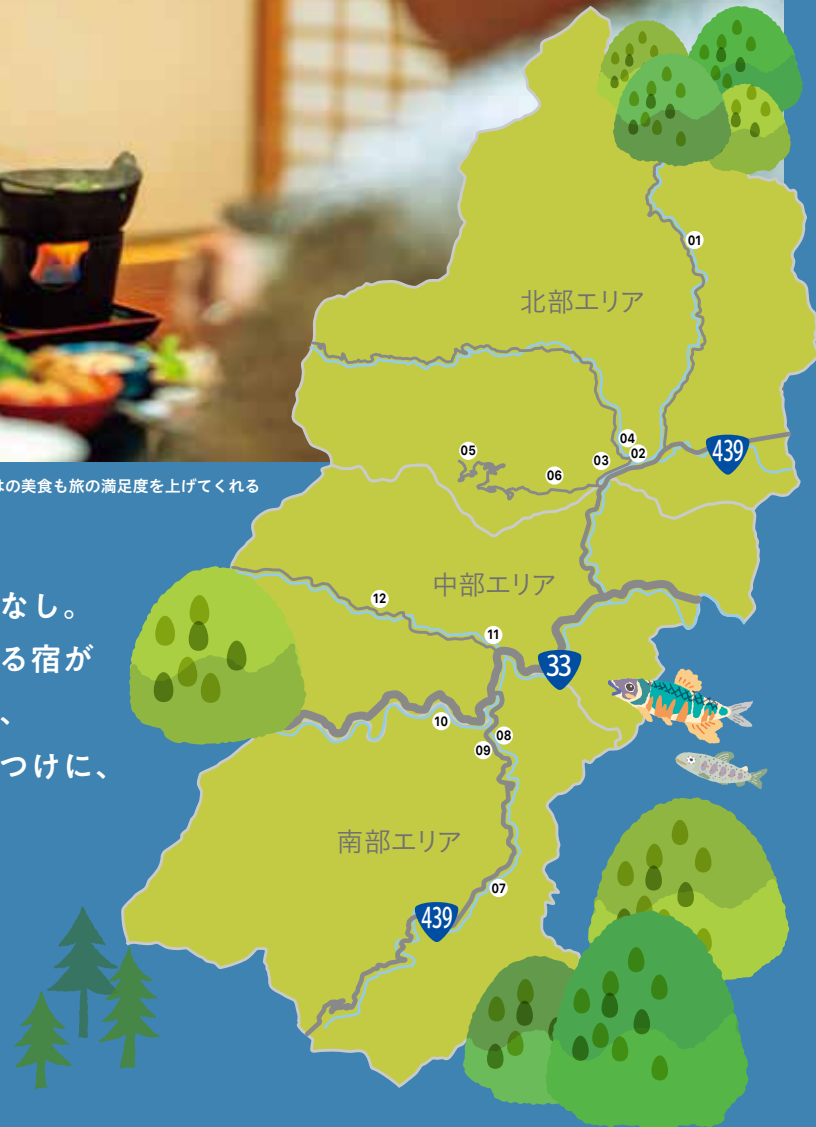 01
北部エリア
04
02
03
439
05
06
はの美食も旅の満足度を上げてくれる
なし。
る宿が
、
つけに、
中部エリア
12
11
33
10
08
09
南部エリア
07
439